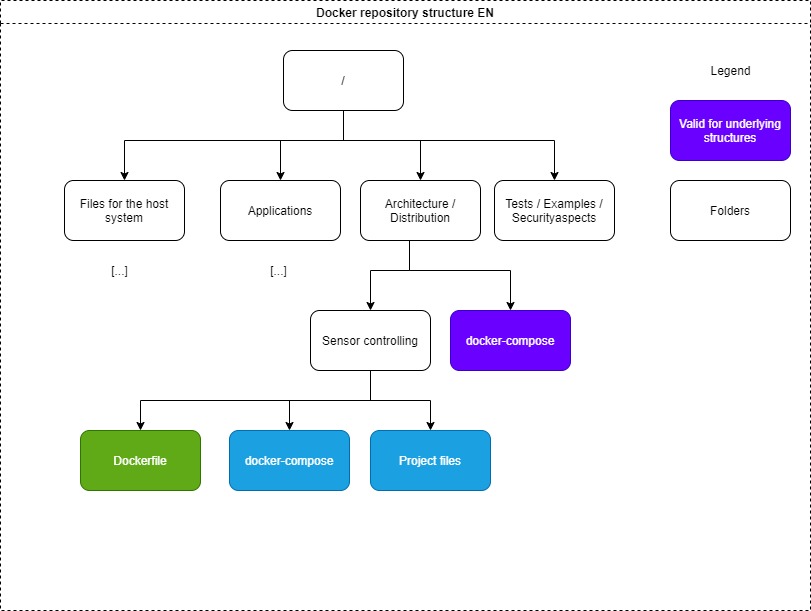 Docker repository structure EN
/
Legend
Valid for underlying
structures
Files for the host
system
Applications
Architecture /
Distribution
Tests / Examples /
Securityaspects
Folders
[...]
[...]
Sensor controlling
docker-compose
Dockerfile
docker-compose
Project files